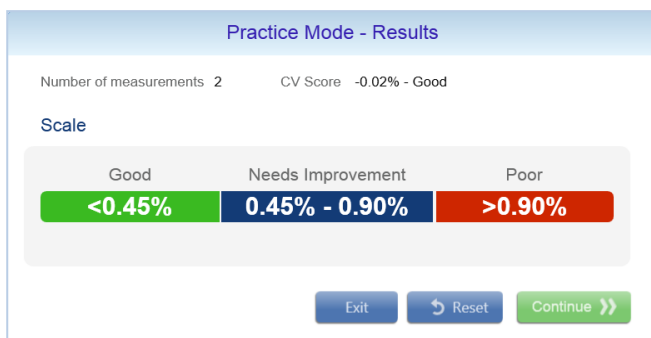 Practice Mode - Results
Number of measurements 2 CV Score -0.02% - Good
Scale
Good Needs Improvement Poor
<0.45% 0.45% - 0.90% >0.90%
Exit Reset Continue